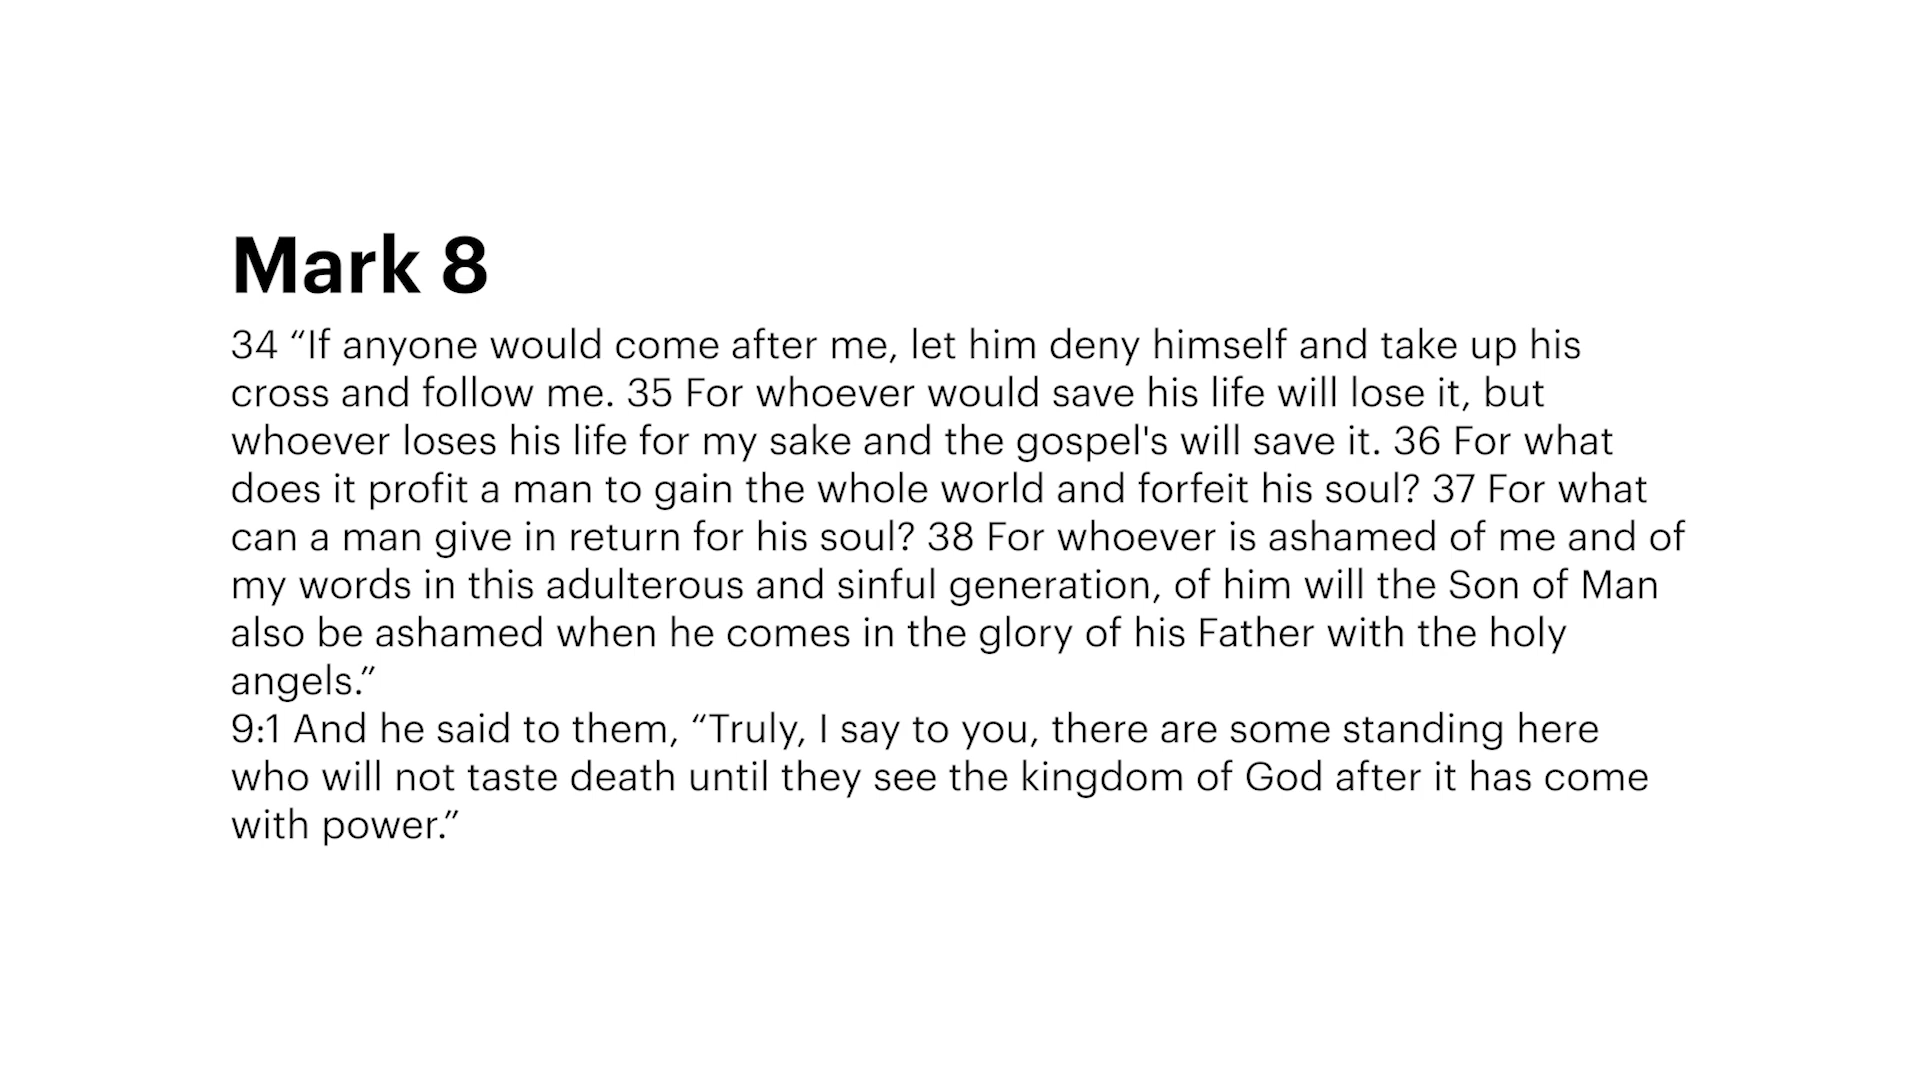 Mark 8
34 “If anyone would come after me, let him deny himself and take up his
cross and follow me. 35 For whoever would save his life will lose it, but
whoever loses his life for my sake and the gospel's will save it. 36 For what
does it profit a man to gain the whole world and forfeit his soul? 37 For what
can a man give in return for his soul? 38 For whoever is ashamed of me and of
my words in this adulterous and sinful generation, of him will the Son of Man
also be ashamed when he comes in the glory of his Father with the holy
angels.”
9:1 And he said to them, “Truly, I say to you, there are some standing here
who will not taste death until they see the kingdom of God after it has come
with power.”